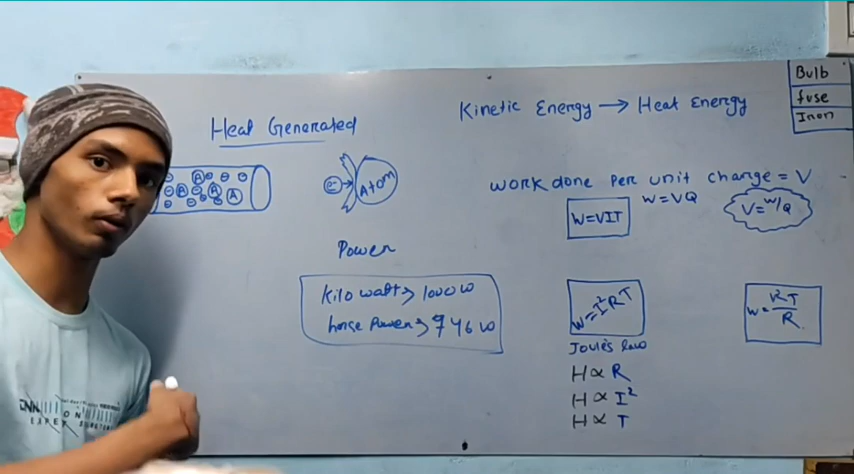 Heat Generated
A A A A
e- Atom
Power
Kilo watt > 1000 W
horse Power > 746 W
Kinetic Energy → Heat Energy
Bulb
fuse
Iron
work done Per unit charge = V
W=VIT
W=VQ
V=W/Q
W=I²RT
Joule's law
H∝R
H∝I²
H∝T
W=V²T/R